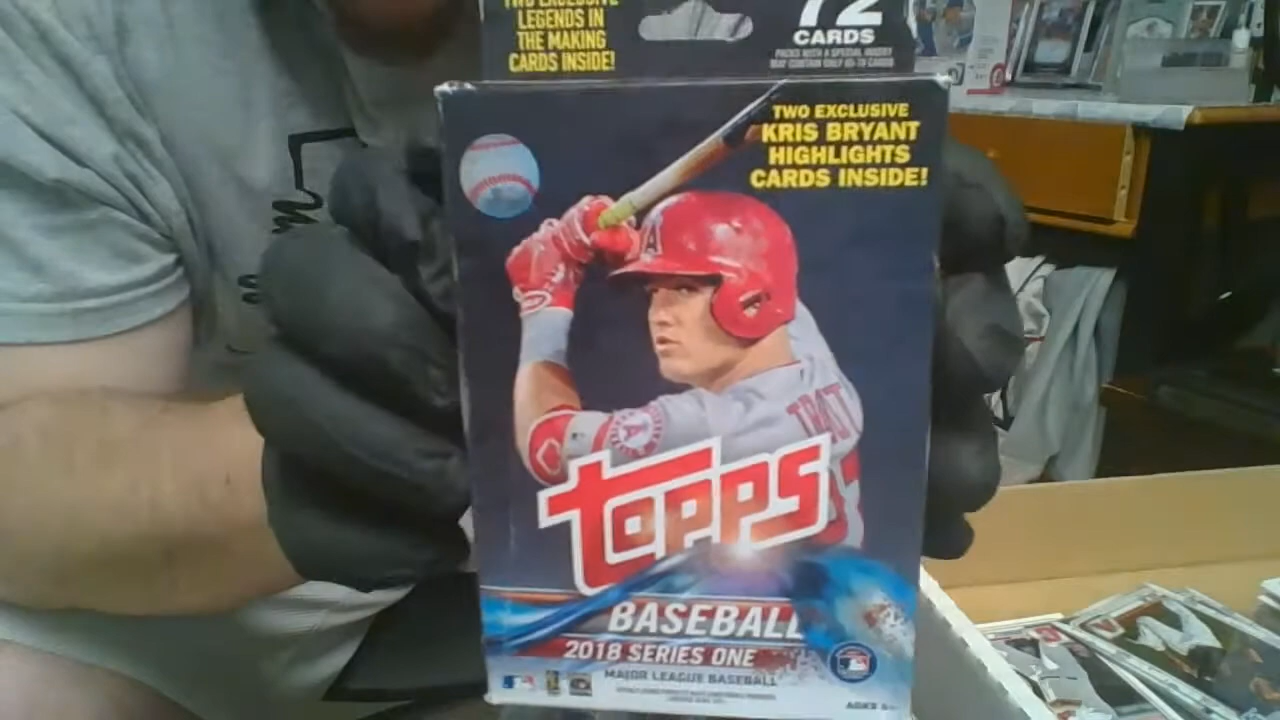 TWO EXCLUSIVE
LEGENDS IN
THE MAKING
CARDS INSIDE!
72
CARDS
TWO EXCLUSIVE
KRIS BRYANT
HIGHLIGHTS
CARDS INSIDE!
A
TROUT
A
TOPPS
BASEBALL
2018 SERIES ONE
MAJOR LEAGUE BASEBALL
AGES